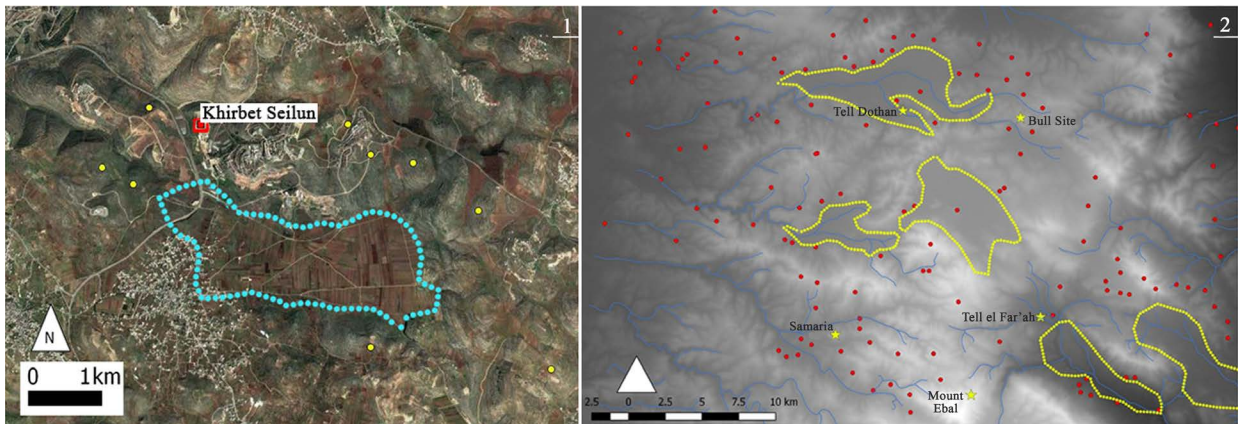 1
Khirbet Seilun
N
0 1km
2
Tell Dothan
Bull Site
Samaria
Tell el Far'ah
Mount
Ebal
2.5 0 2.5 5 7.5 10 km